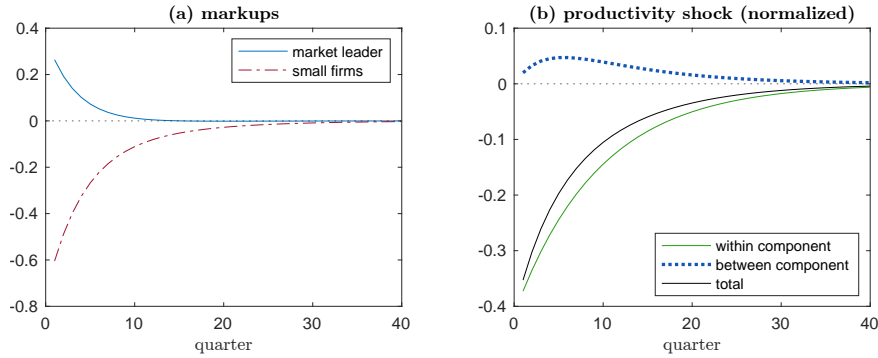 (a) markups
0.4
0.2
0
-0.2
-0.4
-0.6
-0.8
market leader
small firms
0 10 20 30 40
quarter
(b) productivity shock (normalized)
0.1
0
-0.1
-0.2
-0.3
-0.4
within component
between component
total
0 10 20 30 40
quarter